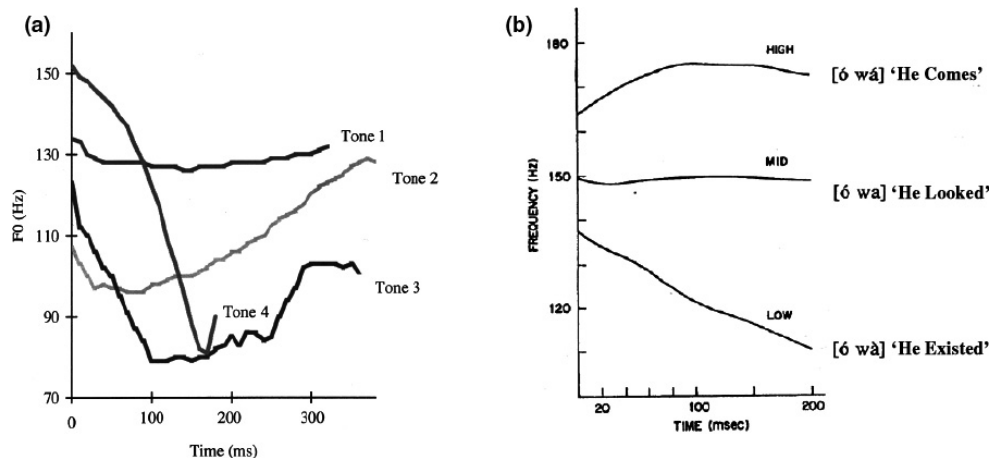 (a)
150
130
110
90
70
F0 (Hz)
0
100
200
300
Time (ms)
Tone 1
Tone 2
Tone 3
Tone 4
(b)
180
150
120
FREQUENCY (Hz)
20
100
200
TIME (msec)
HIGH
MID
LOW
[ó wá] ‘He Comes’
[ó wa] ‘He Looked’
[ó wà] ‘He Existed’